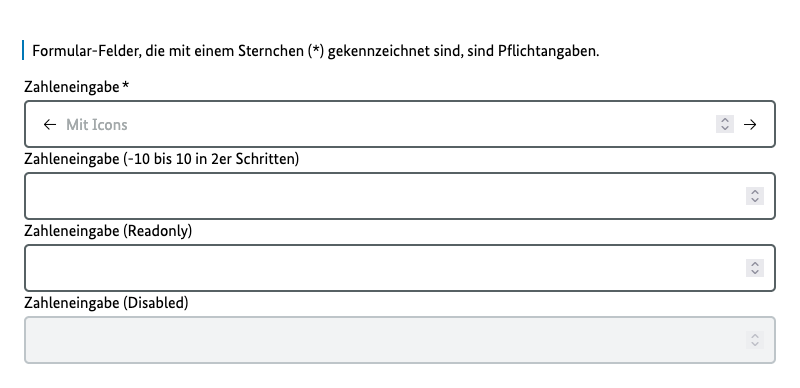 Formular-Felder, die mit einem Sternchen (*) gekennzeichnet sind, sind Pflichtangaben.
Zahleneingabe*
Mit Icons
Zahleneingabe (-10 bis 10 in 2er Schritten)
Zahleneingabe (Readonly)
Zahleneingabe (Disabled)